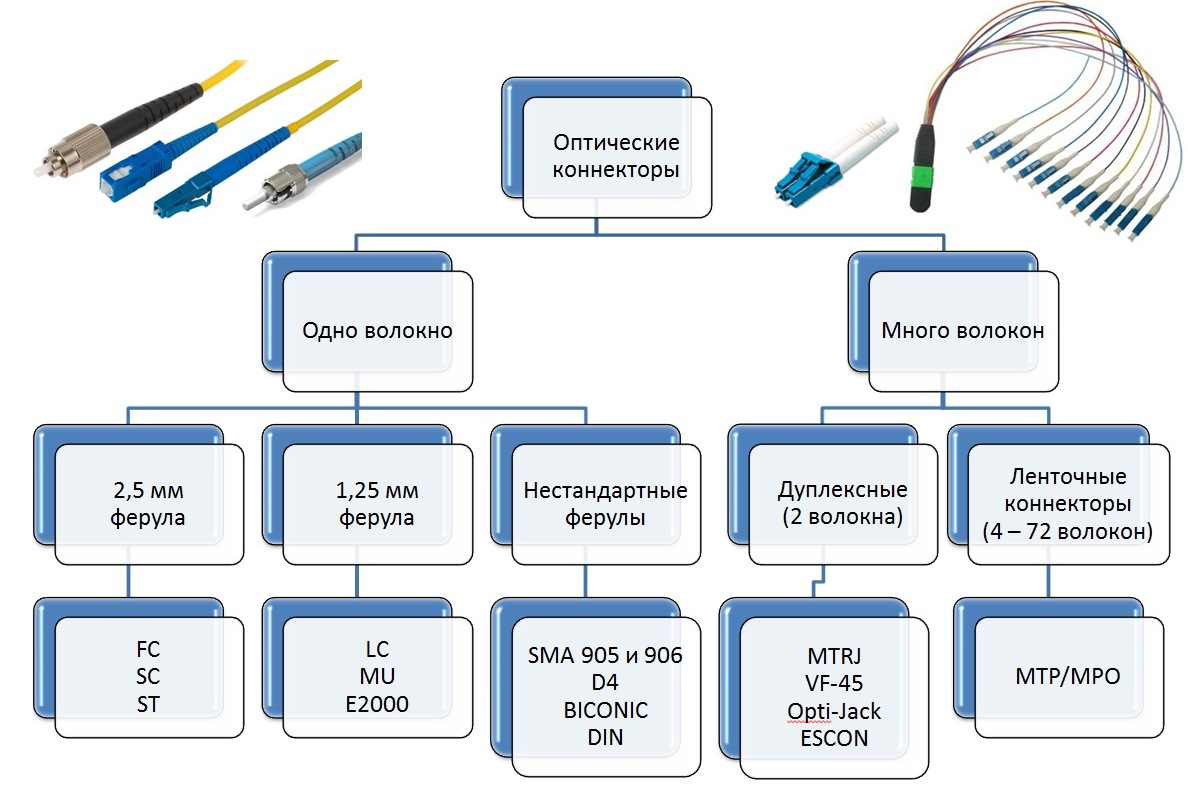 Оптические
коннекторы
Одно волокно
Много волокон
2,5 мм
ферула
1,25 мм
ферула
Нестандартные
ферулы
Дуплексные
(2 волокна)
Ленточные
коннекторы
(4 – 72 волокон)
FC
SC
ST
LC
MU
E2000
SMA 905 и 906
D4
BICONIC
DIN
MTRJ
VF-45
Opti-Jack
ESCON
MTP/MPO